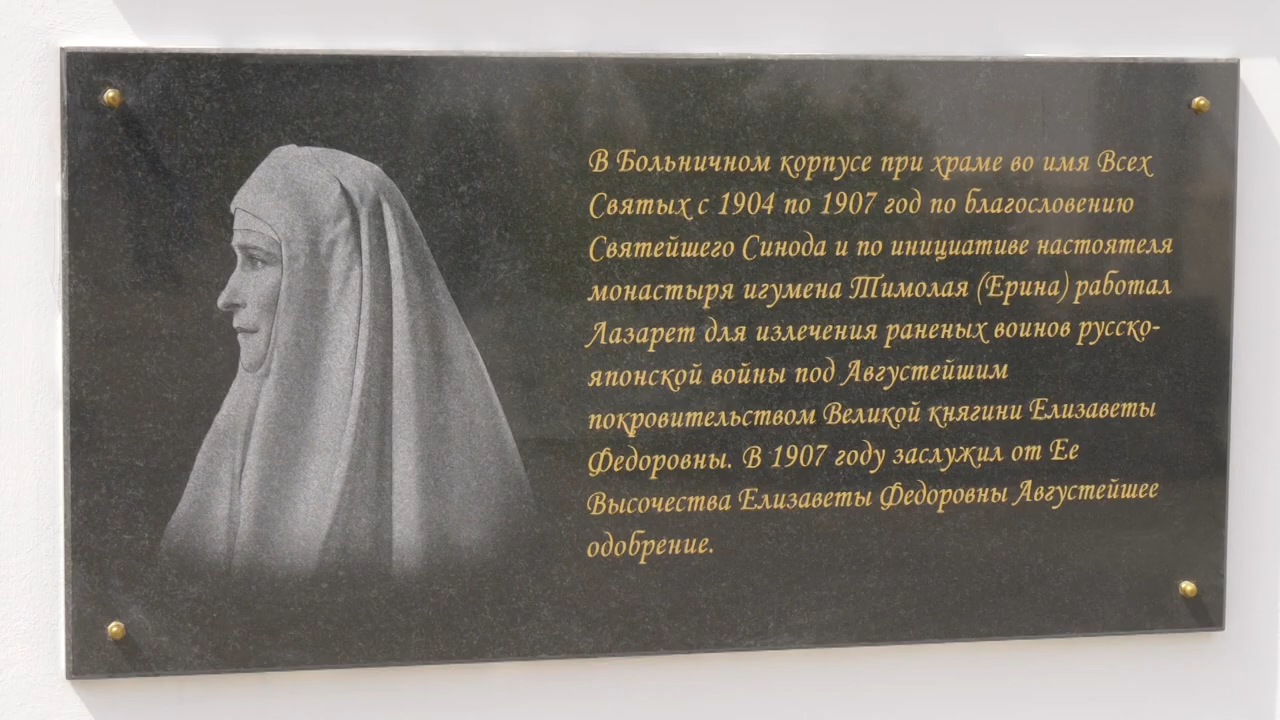 В Больничном корпусе при храме во имя Всех
Святых с 1904 по 1907 год по благословению
Святейшего Синода и по инициативе настоятеля
монастыря игумена Тимолая (Ерина) работал
Лазарет для излечения раненых воинов русско-
японской войны под Августейшим
покровительством Великой княгини Елизаветы
Федоровны. В 1907 году заслужил от Ее
Высочества Елизаветы Федоровны Августейшее
одобрение.